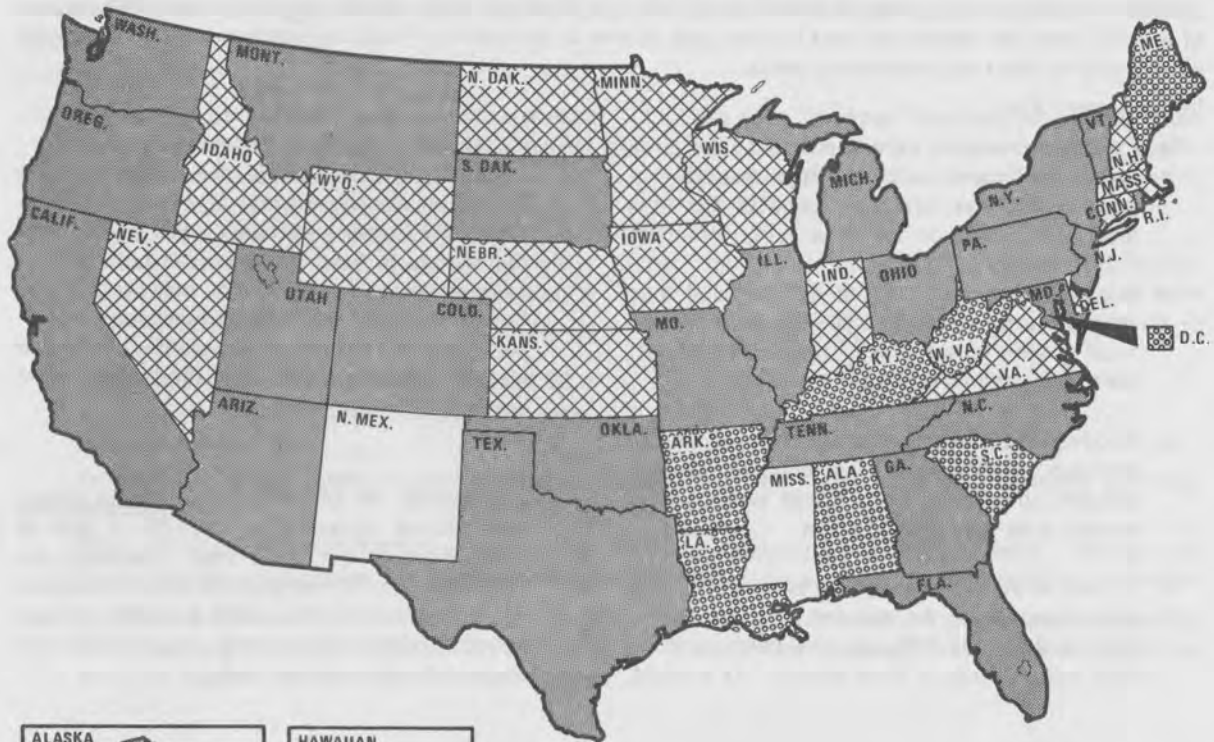 WASH.
MONT.
N. DAK.
MINN.
ME.
OREG.
IDAHO
WYO.
S. DAK.
WIS.
MICH.
VT.
N.H.
MASS.
N.Y.
CONN.
R.I.
CALIF.
NEV.
NEBR.
IOWA
ILL.
IND.
OHIO
PA.
N.J.
UTAH
COLO.
KANS.
MO.
KY.
W. VA.
MD.
DEL.
D.C.
VA.
ARIZ.
N. MEX.
TEX.
OKLA.
ARK.
TENN.
N.C.
S.C.
LA.
MISS.
ALA.
GA.
FLA.
ALASKA
HAWAIIAN